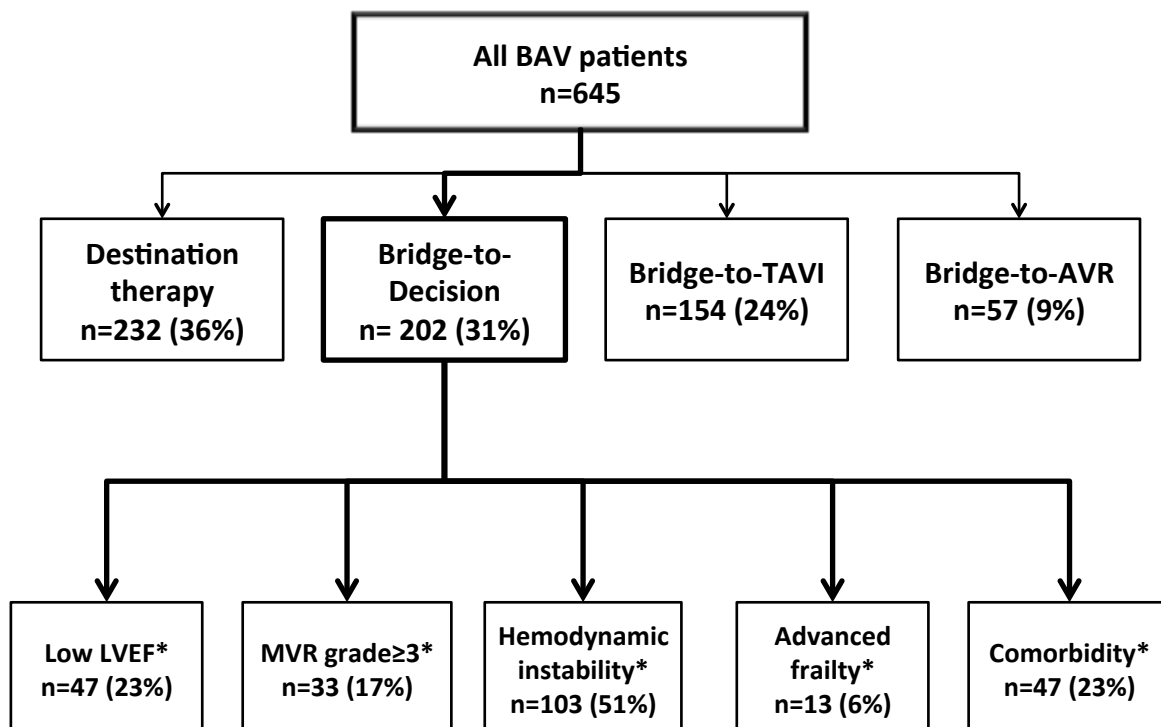 All BAV patients
n=645
Destination
therapy
n=232 (36%)
Bridge-to-
Decision
n= 202 (31%)
Bridge-to-TAVI
n=154 (24%)
Bridge-to-AVR
n=57 (9%)
Low LVEF*
n=47 (23%)
MVR grade≥3*
n=33 (17%)
Hemodynamic
instability*
n=103 (51%)
Advanced
frailty*
n=13 (6%)
Comorbidity*
n=47 (23%)